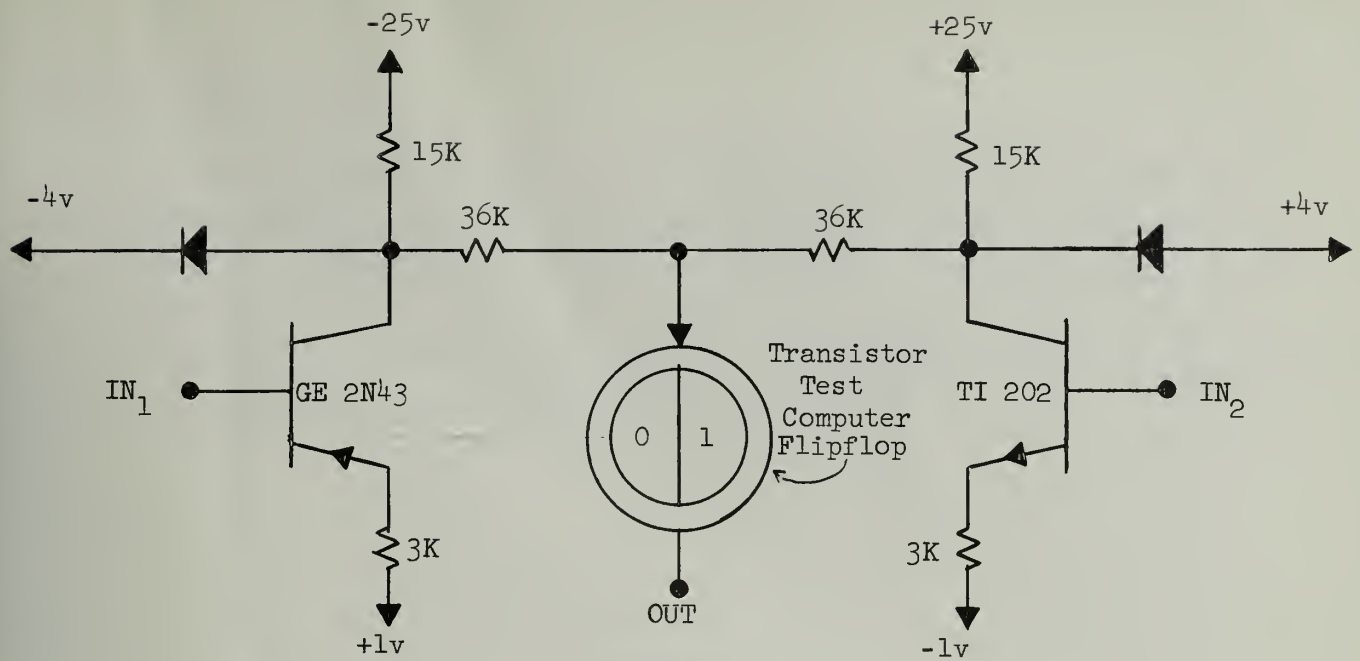 -25v
+25v
15K
15K
-4v
36K
36K
+4v
IN₁
GE 2N43
Transistor
Test
Computer
Flipflop
TI 202
IN₂
0 1
3K
3K
OUT
+1v
-1v